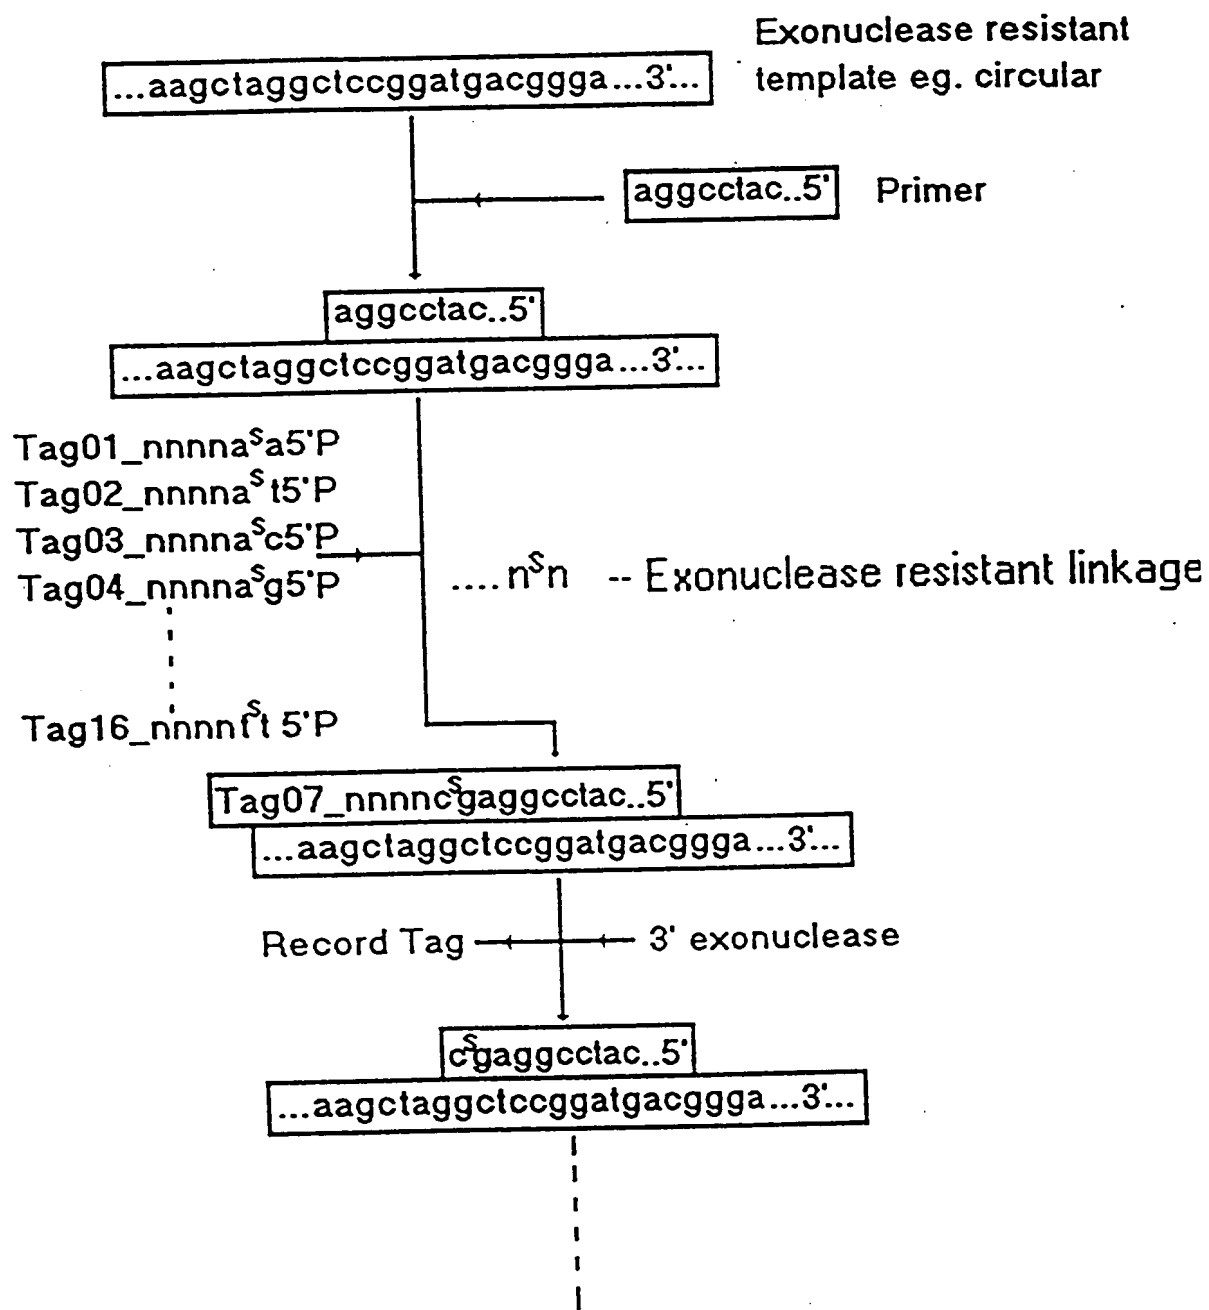 Exonuclease resistant
template eg. circular
...aagctaggctccggatgacggga...3'...
aggcctac..5' Primer
aggcctac..5'
...aagctaggctccggatgacggga...3'...
Tag01_nnnnaˢa5'P
Tag02_nnnnaˢt5'P
Tag03_nnnnaˢc5'P
Tag04_nnnnaˢg5'P
....nˢn -- Exonuclease resistant linkage
Tag16_nnnntˢt 5'P
Tag07_nnnncˢgaggcctac..5'
...aagctaggctccggatgacggga...3'...
Record Tag 3' exonuclease
cˢgaggcctac..5'
...aagctaggctccggatgacggga...3'...